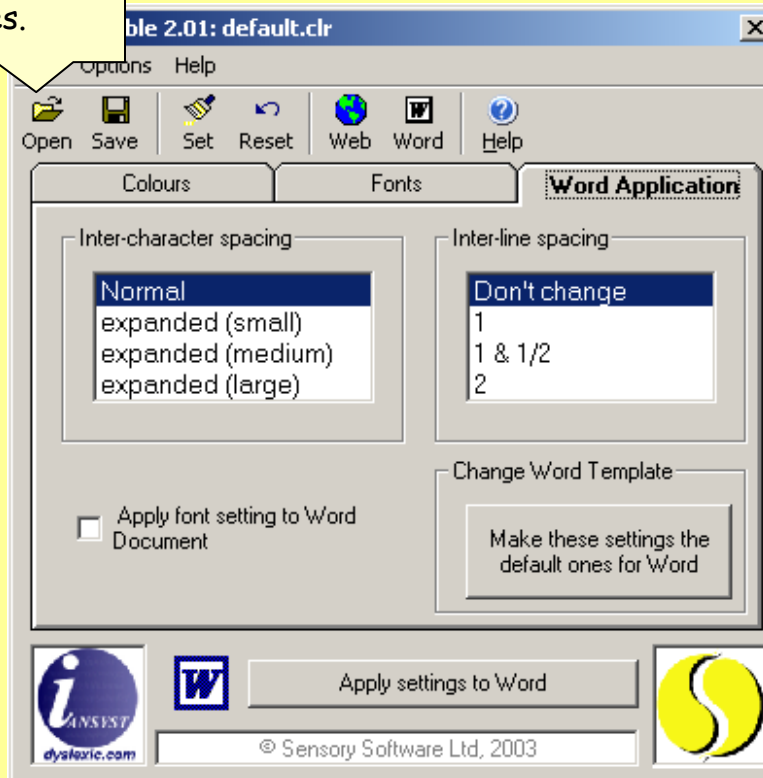 s.
ble 2.01: default.clr
Options Help
Open Save Set Reset Web Word Help
Colours Fonts Word Application
Inter-character spacing
Normal
expanded (small)
expanded (medium)
expanded (large)
Inter-line spacing
Don't change
1
1 & 1/2
2
Apply font setting to Word
Document
Change Word Template
Make these settings the
default ones for Word
iANSYST
dyslexic.com
W
Apply settings to Word
© Sensory Software Ltd, 2003